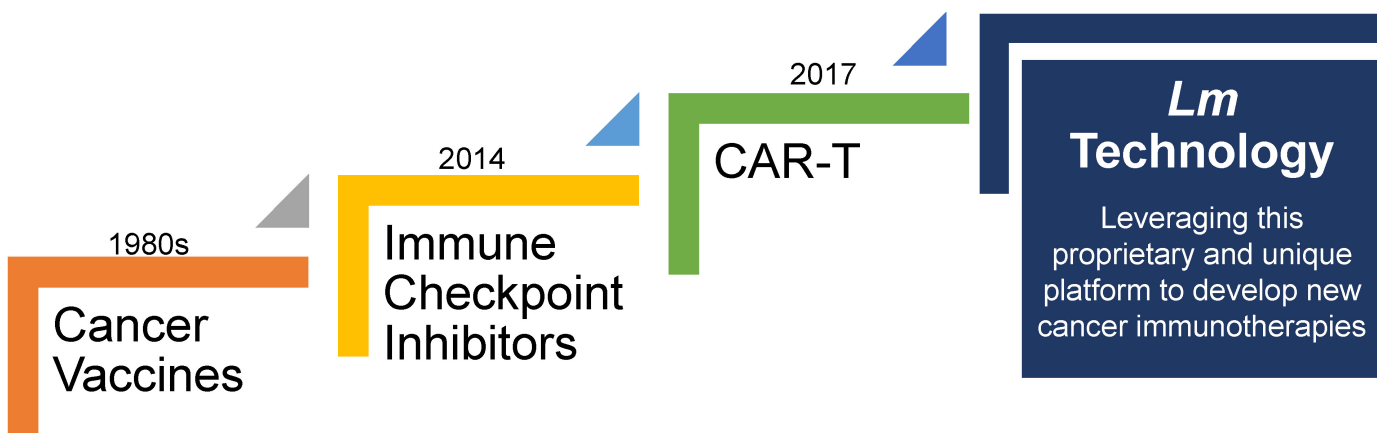 1980s
Cancer
Vaccines
2014
Immune
Checkpoint
Inhibitors
2017
CAR-T
Lm
Technology
Leveraging this
proprietary and unique
platform to develop new
cancer immunotherapies